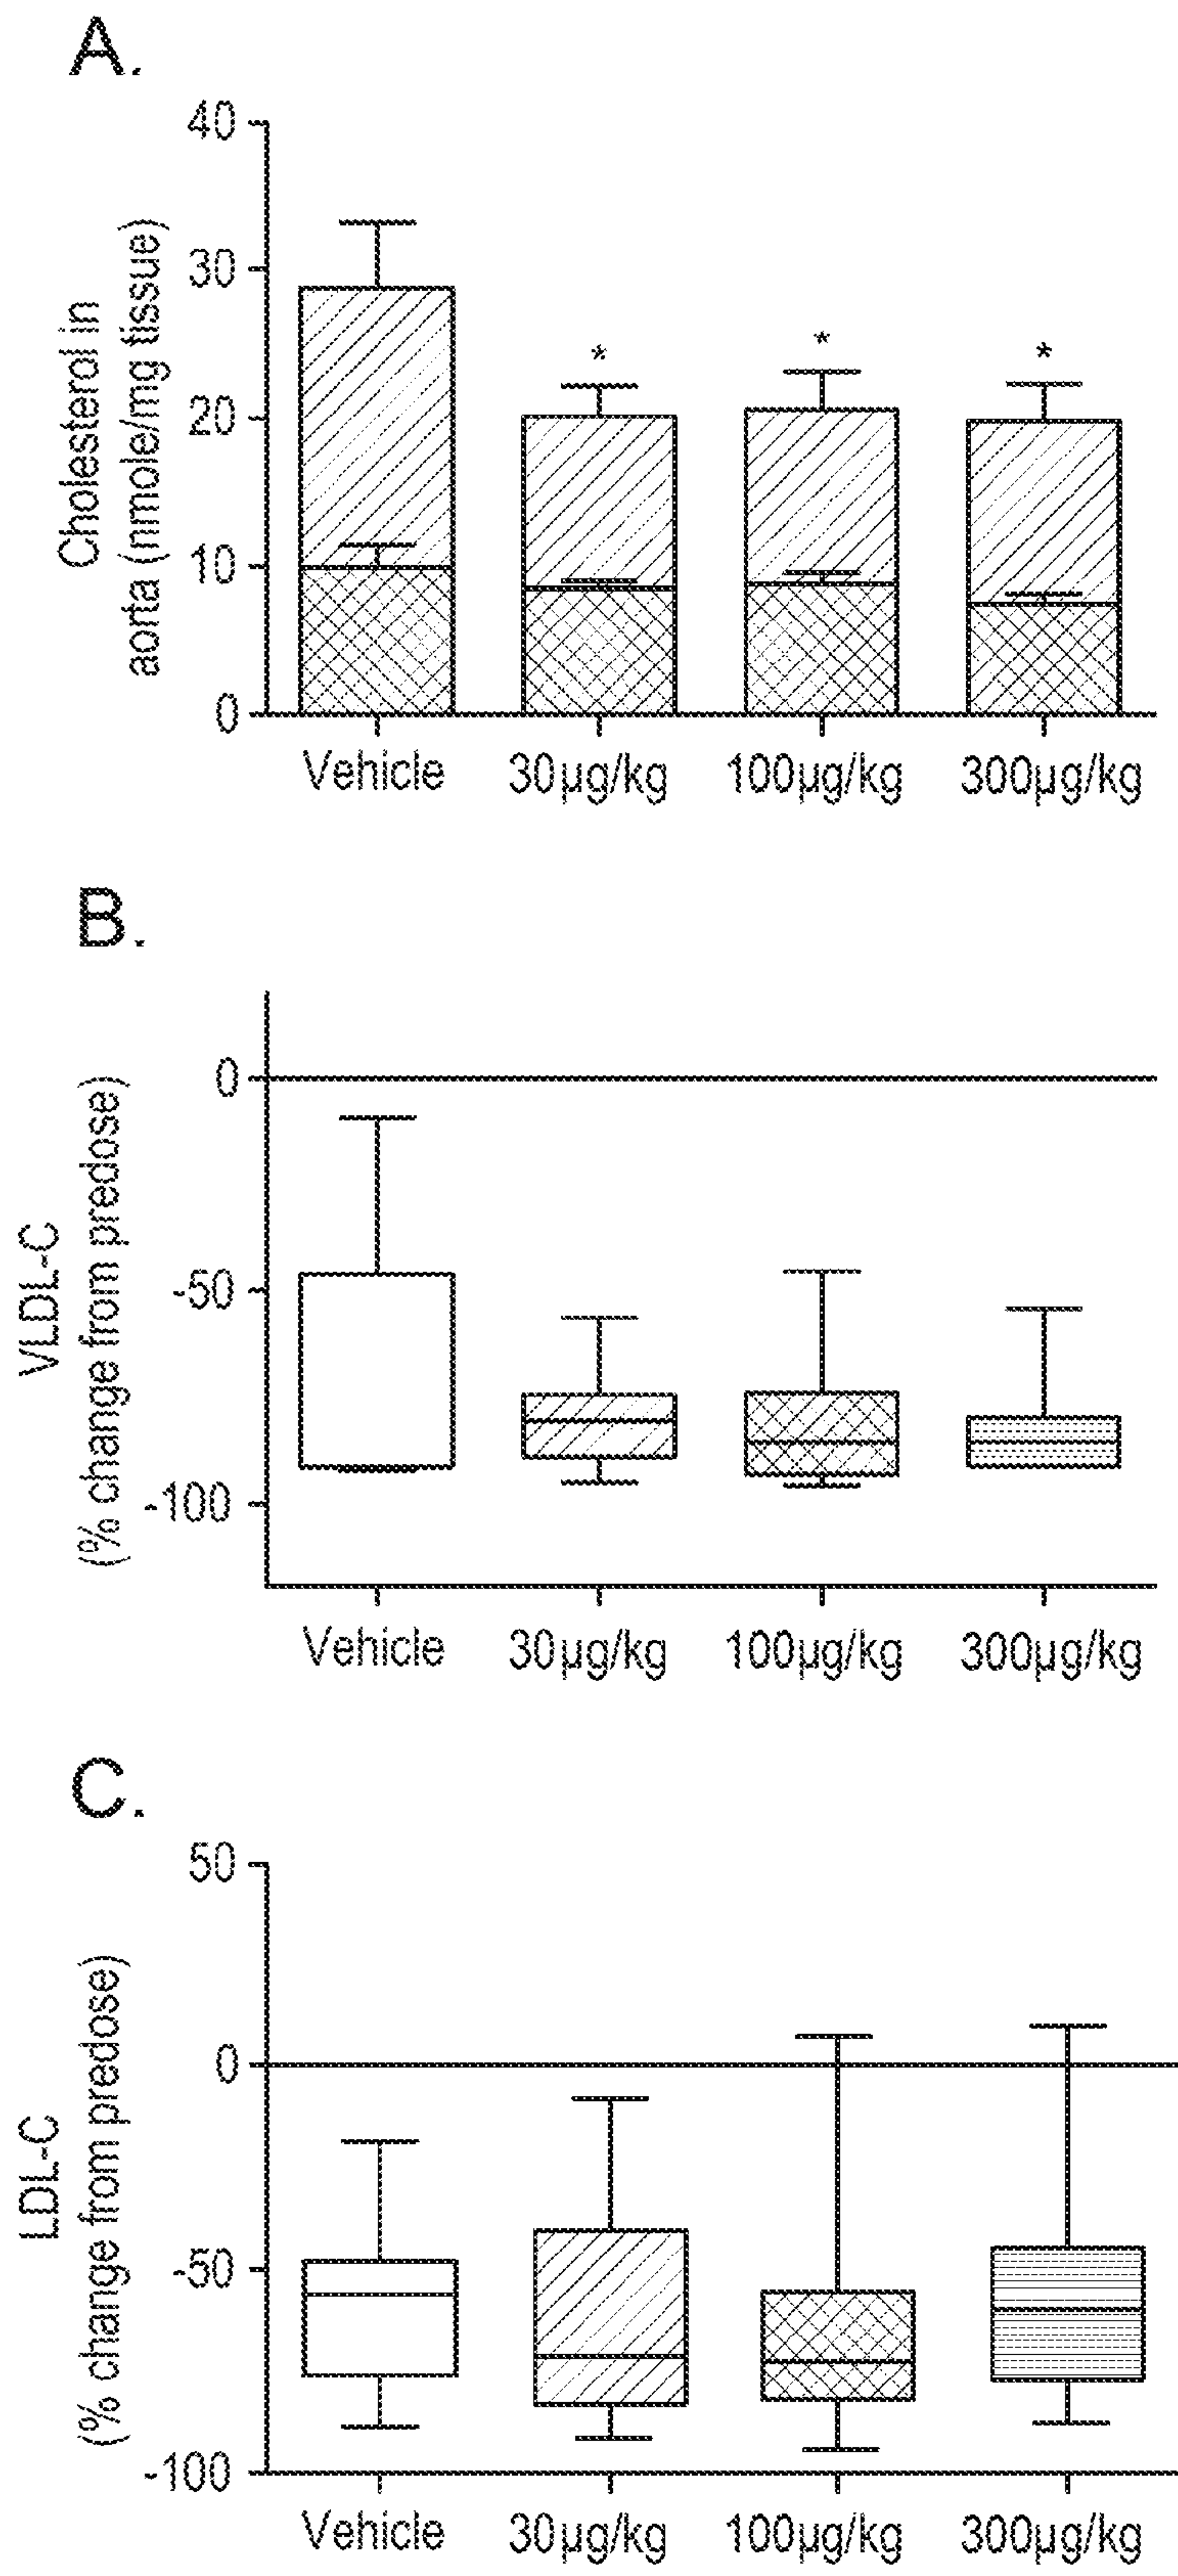 A.
Cholesterol in
aorta (nmole/mg tissue)
40
30
20
10
0
*
*
*
Vehicle 30µg/kg 100µg/kg 300µg/kg
B.
VLDL-C
(% change from predose)
0
-50
-100
Vehicle 30µg/kg 100µg/kg 300µg/kg
C.
LDL-C
(% change from predose)
50
0
-50
-100
Vehicle 30µg/kg 100µg/kg 300µg/kg